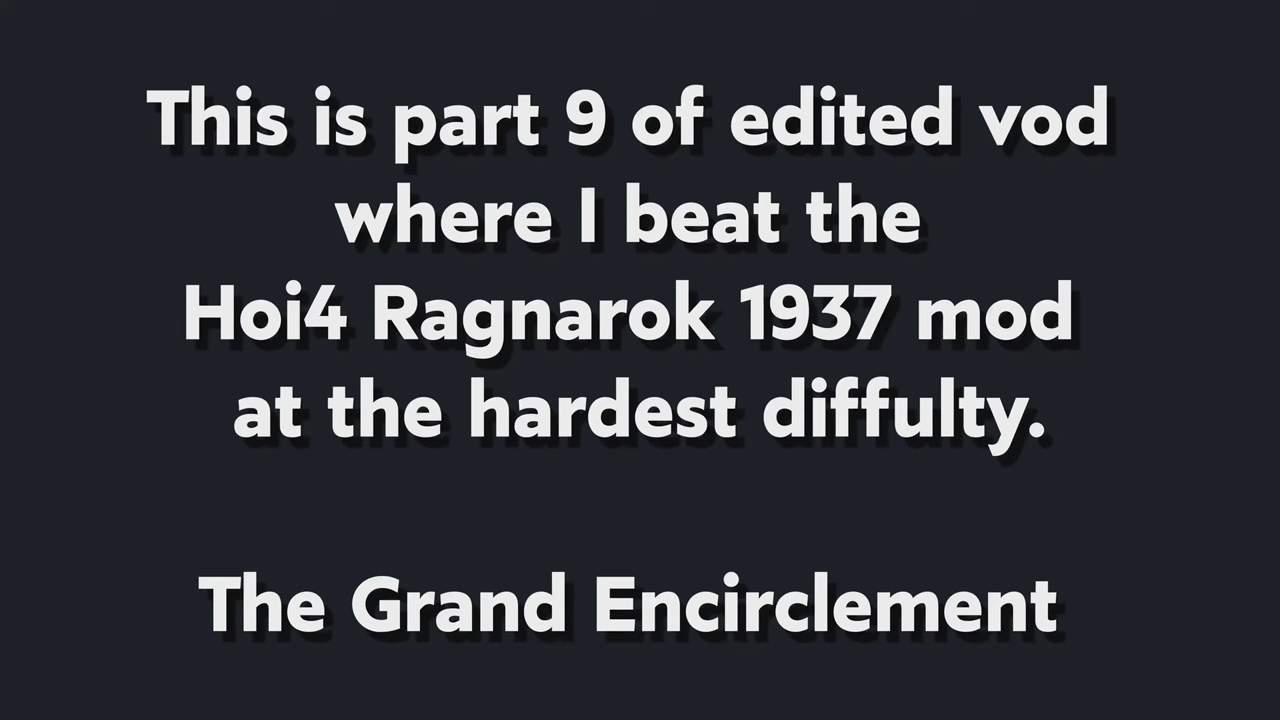 This is part 9 of edited vod
where I beat the
Hoi4 Ragnarok 1937 mod
at the hardest diffulty.
The Grand Encirclement